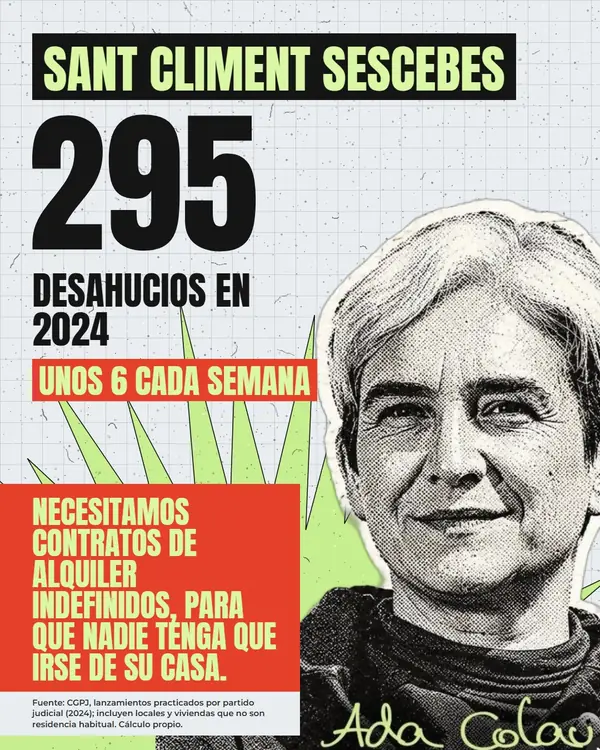 SANT CLIMENT SESCEBES
295
DESAHUCIOS EN
2024
UNOS 6 CADA SEMANA
NECESITAMOS
CONTRATOS DE
ALQUILER
INDEFINIDOS, PARA
QUE NADIE TENGA QUE
IRSE DE SU CASA.
Fuente: CGPJ, lanzamientos practicados por partido
judicial (2024); incluyen locales y viviendas que no son
residencia habitual. Cálculo propio.
Ada Colau